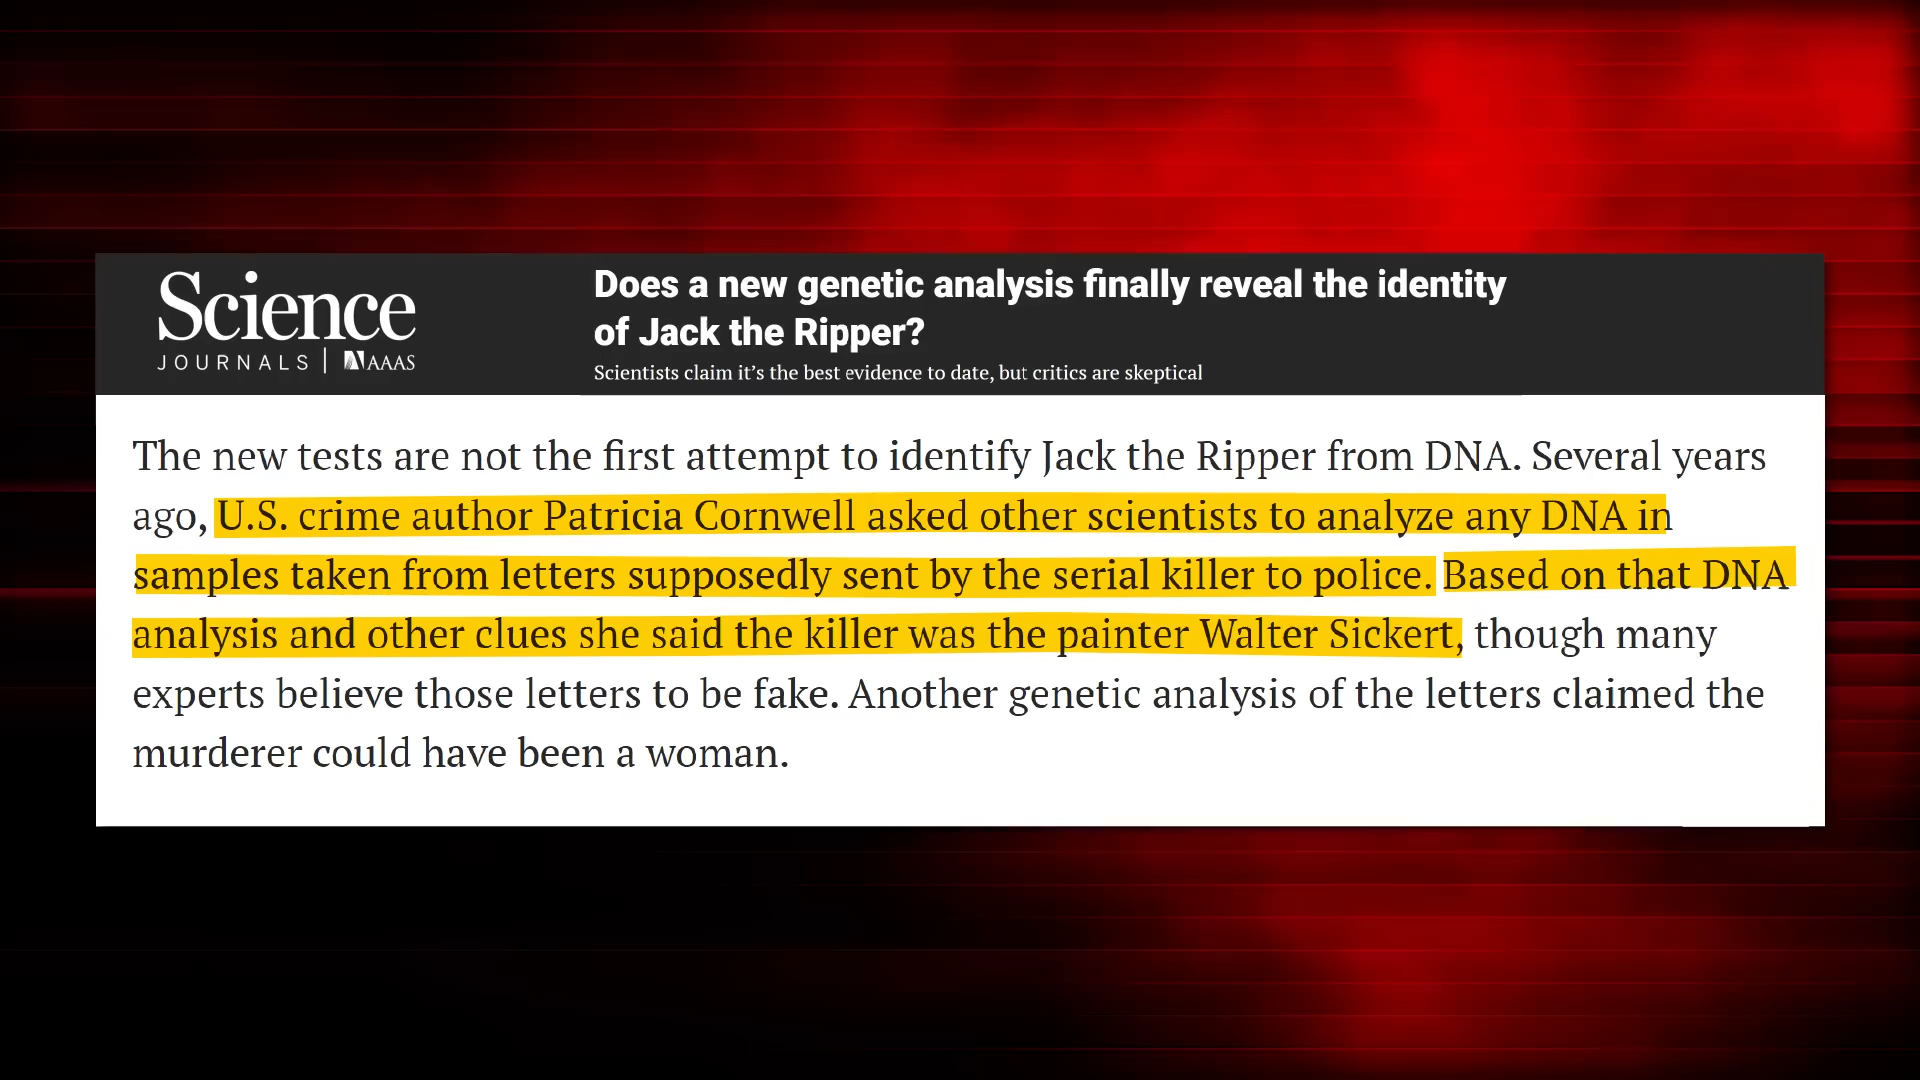 Science
JOURNALS | AAAS
Does a new genetic analysis finally reveal the identity
of Jack the Ripper?
Scientists claim it's the best evidence to date, but critics are skeptical
The new tests are not the first attempt to identify Jack the Ripper from DNA. Several years
ago, U.S. crime author Patricia Cornwell asked other scientists to analyze any DNA in
samples taken from letters supposedly sent by the serial killer to police. Based on that DNA
analysis and other clues she said the killer was the painter Walter Sickert, though many
experts believe those letters to be fake. Another genetic analysis of the letters claimed the
murderer could have been a woman.